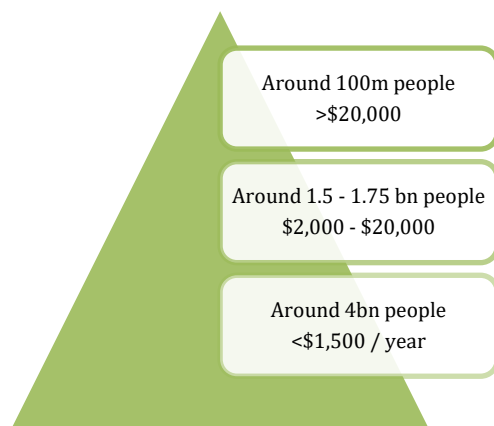 Around 100m people
>$20,000
Around 1.5 - 1.75 bn people
$2,000 - $20,000
Around 4bn people
<$1,500 / year